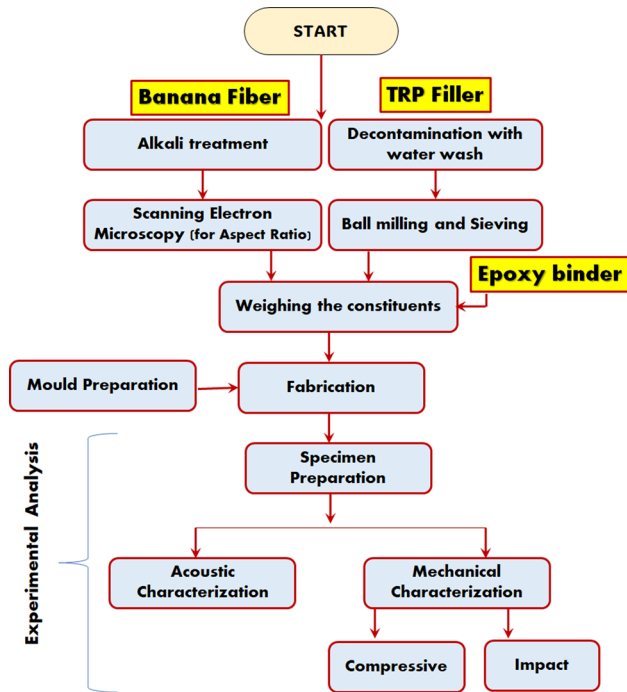 START
Banana Fiber
TRP Filler
Alkali treatment
Decontamination with
water wash
Scanning Electron
Microscopy (for Aspect Ratio)
Ball milling and Sieving
Epoxy binder
Weighing the constituents
Mould Preparation
Fabrication
Experimental Analysis
Specimen
Preparation
Acoustic
Characterization
Mechanical
Characterization
Compressive
Impact